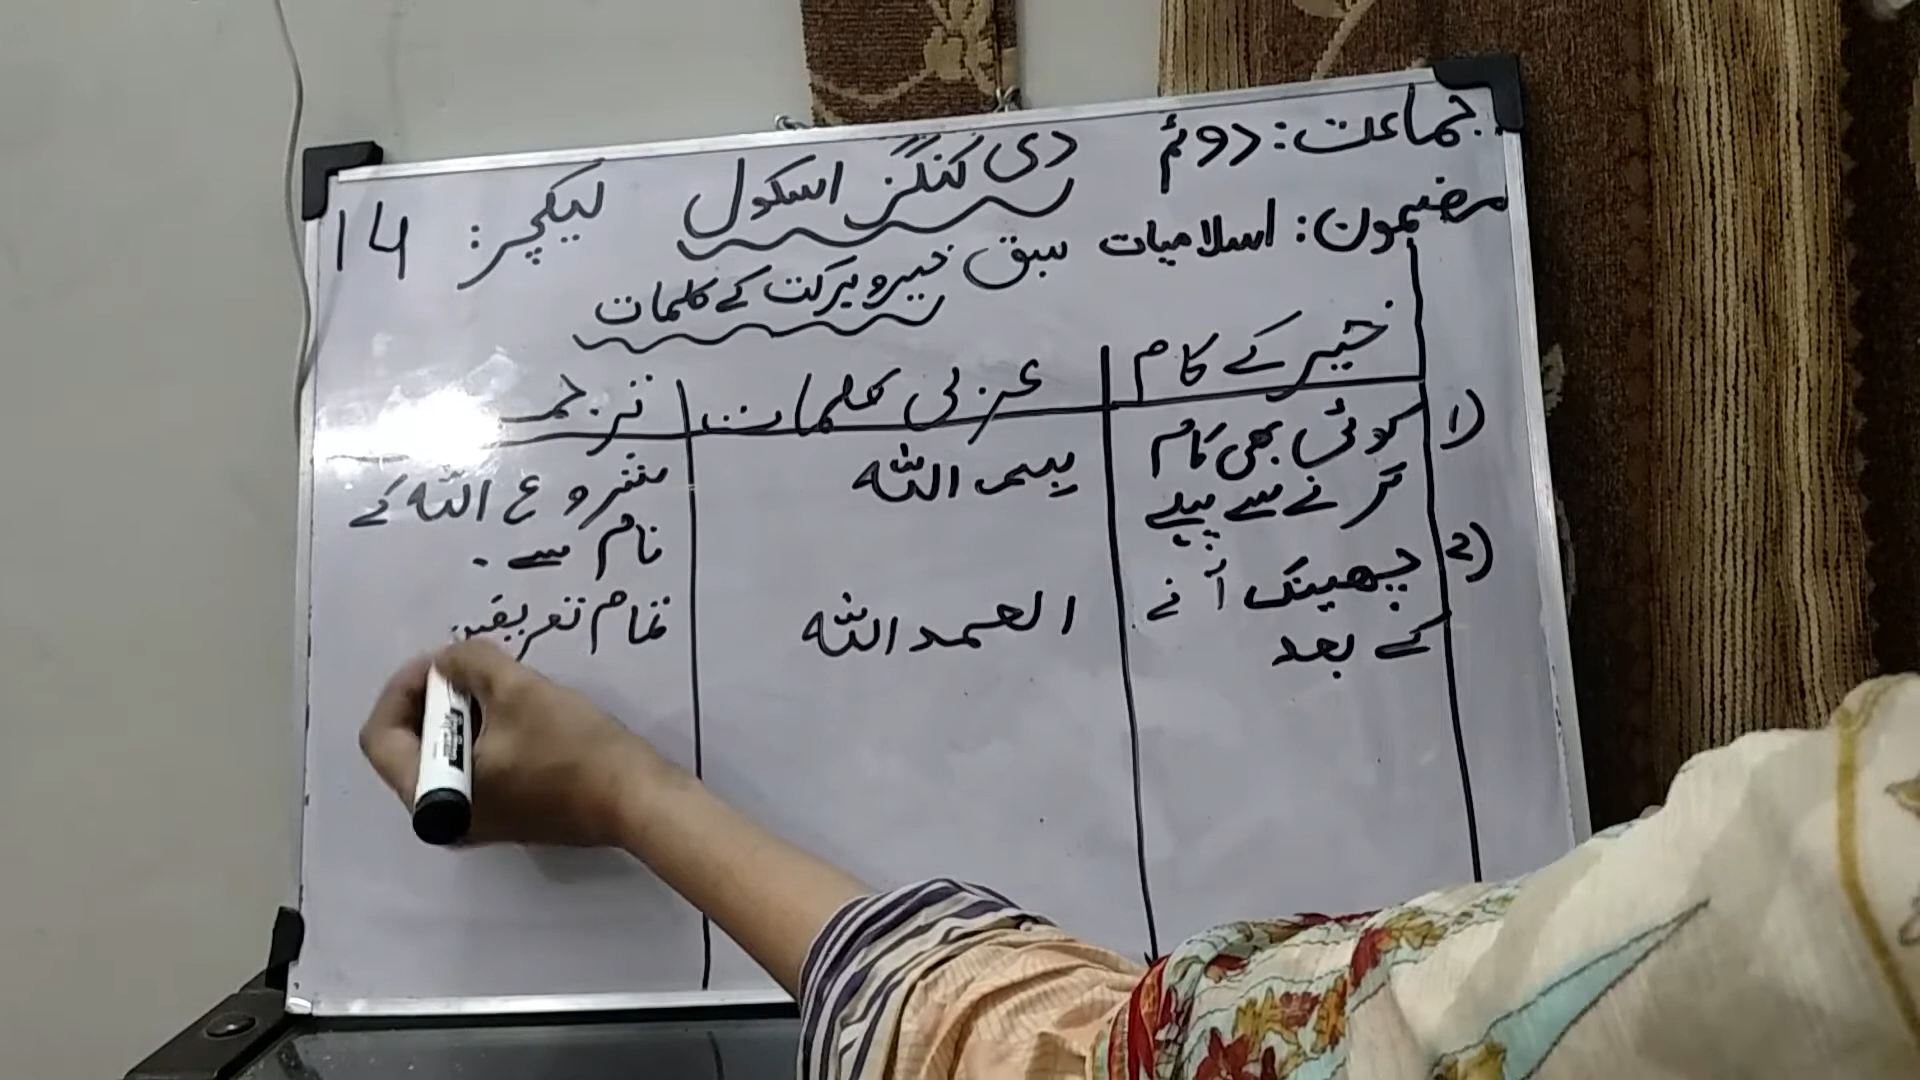 جماعت: دوئم
دی کنگز اسکول
لیکچر: 14
مضمون: اسلامیات
سبق خیر و برکت کے کلمات
خیر کے کام
عربی کلمات
ترجمہ
1)
کوئی بھی کام
کرنے سے پہلے
بسم اللہ
شروع اللہ کے
نام سے .
2)
چھینک آنے
کے بعد
الحمد اللہ
تمام تعریفیں